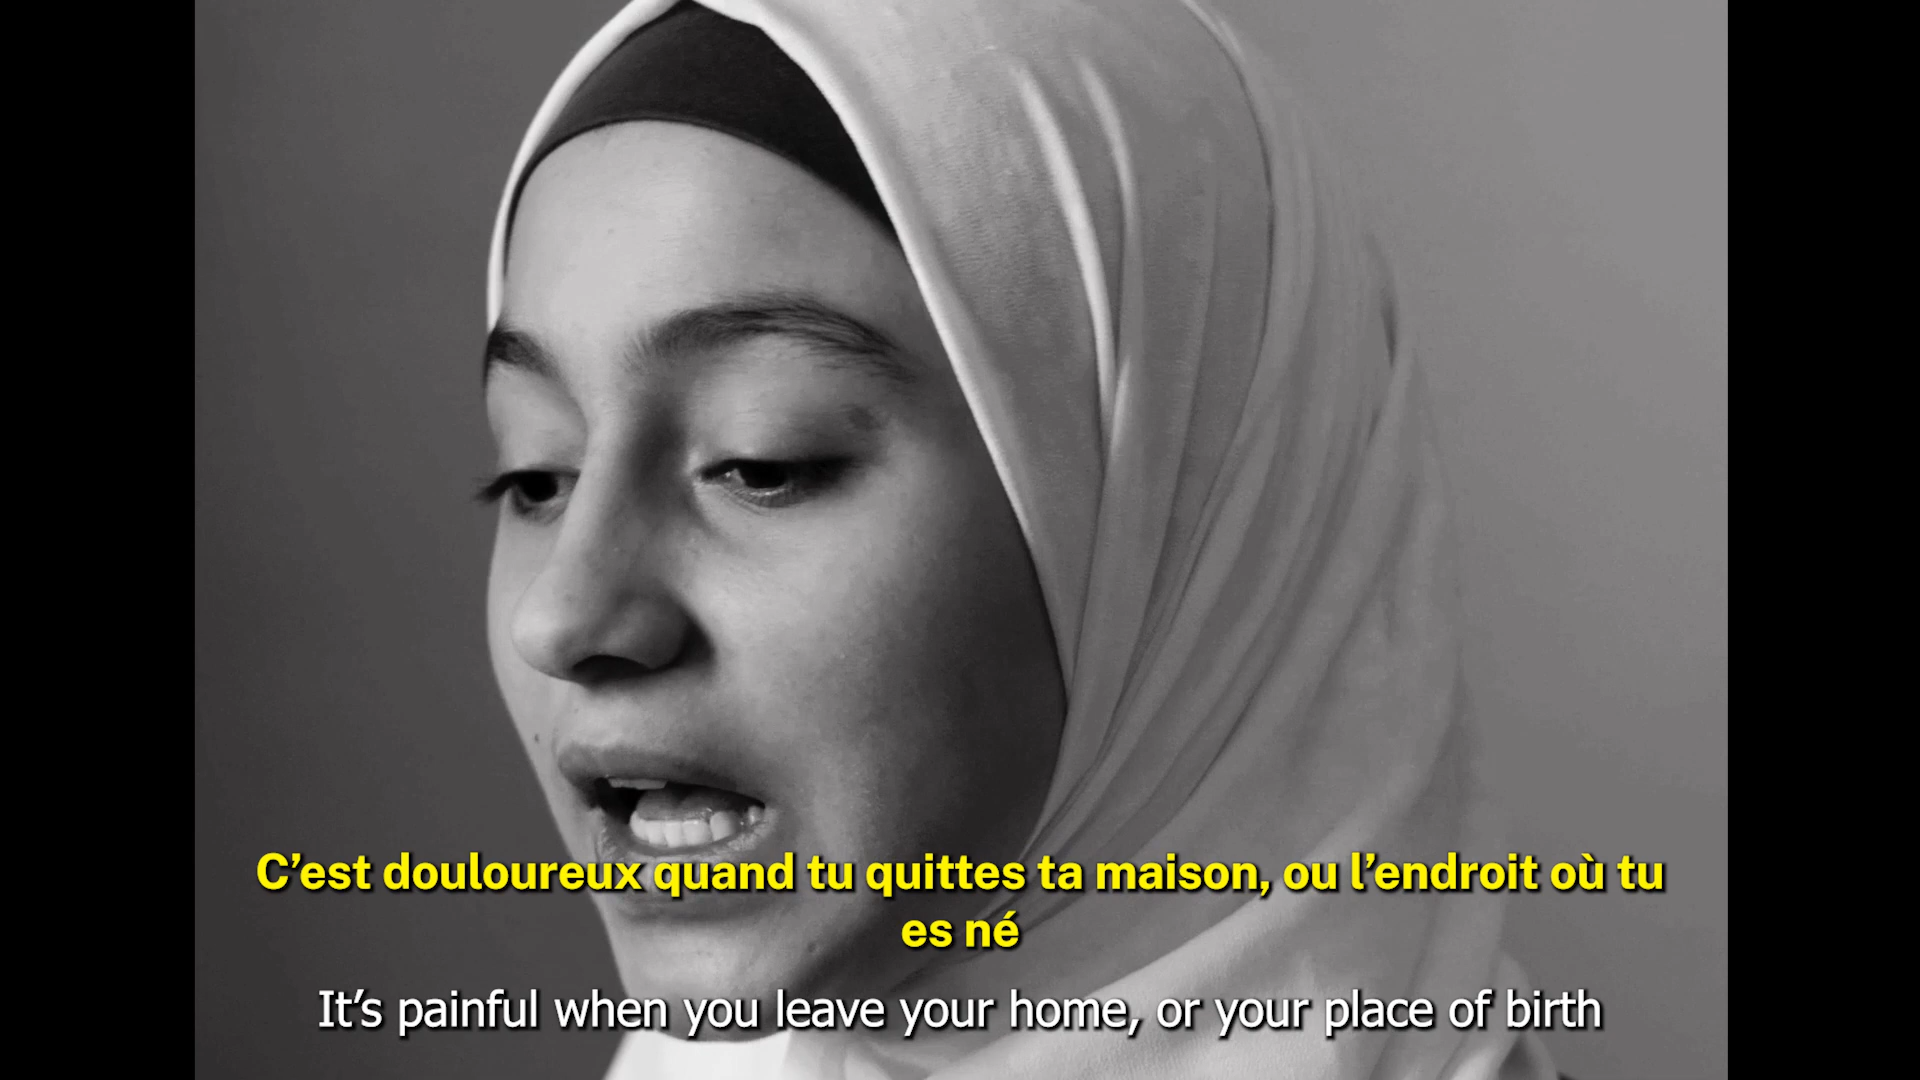 C’est douloureux quand tu quittes ta maison, ou l’endroit où tu
es né
It’s painful when you leave your home, or your place of birth